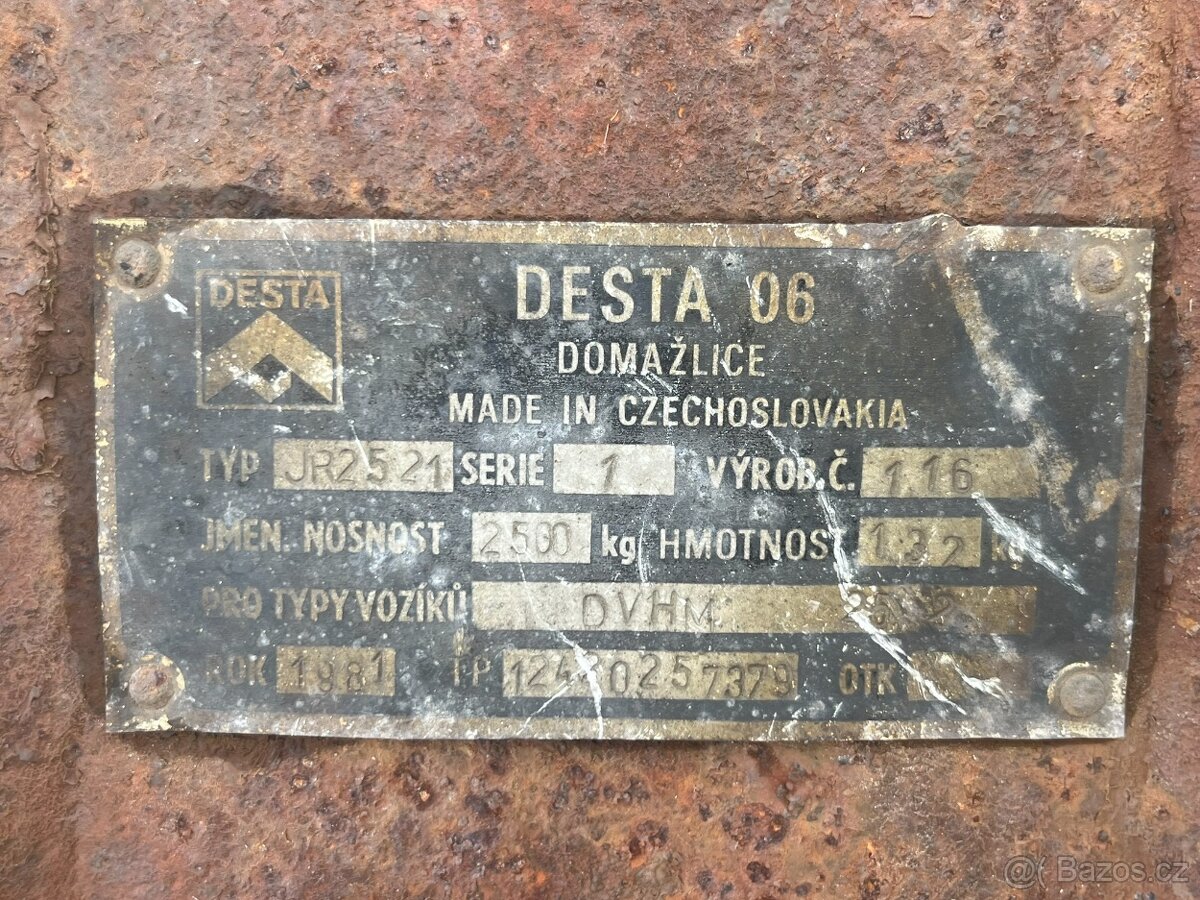 DESTA
DESTA 06
DOMAŽLICE
MADE IN CZECHOSLOVAKIA
TYP JR2521 SERIE 1 VÝROB.Č. 116
JMEN. NOSNOST 2500 kg HMOTNOST 132 kg
PRO TYPY VOZÍKŮ DVHM
ROK 1981 OTK
Bazos.cz